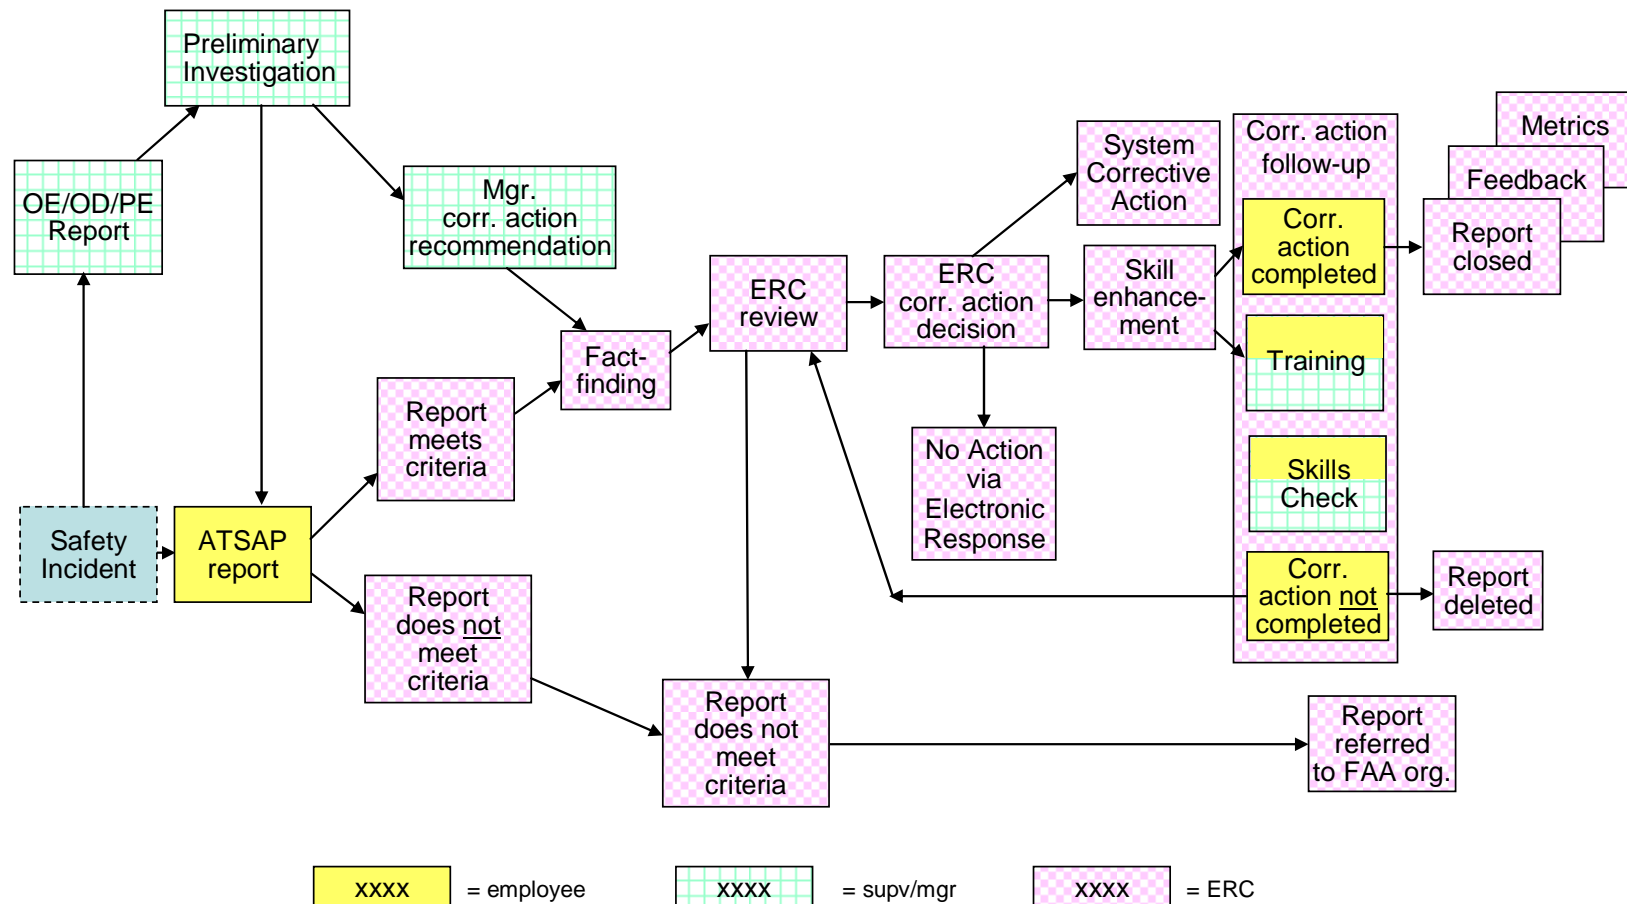 Preliminary
Investigation
OE/OD/PE
Report
Mgr.
corr. action
recommendation
Safety
Incident
ATSAP
report
Report
meets
criteria
Report
does not
meet
criteria
Fact-
finding
ERC
review
Report
does not
meet
criteria
ERC
corr. action
decision
System
Corrective
Action
Skill
enhance-
ment
No Action
via
Electronic
Response
Corr. action
follow-up
Corr.
action
completed
Training
Skills
Check
Corr.
action not
completed
Metrics
Feedback
Report
closed
Report
deleted
Report
referred
to FAA org.
xxxx = employee
xxxx = supv/mgr
xxxx = ERC